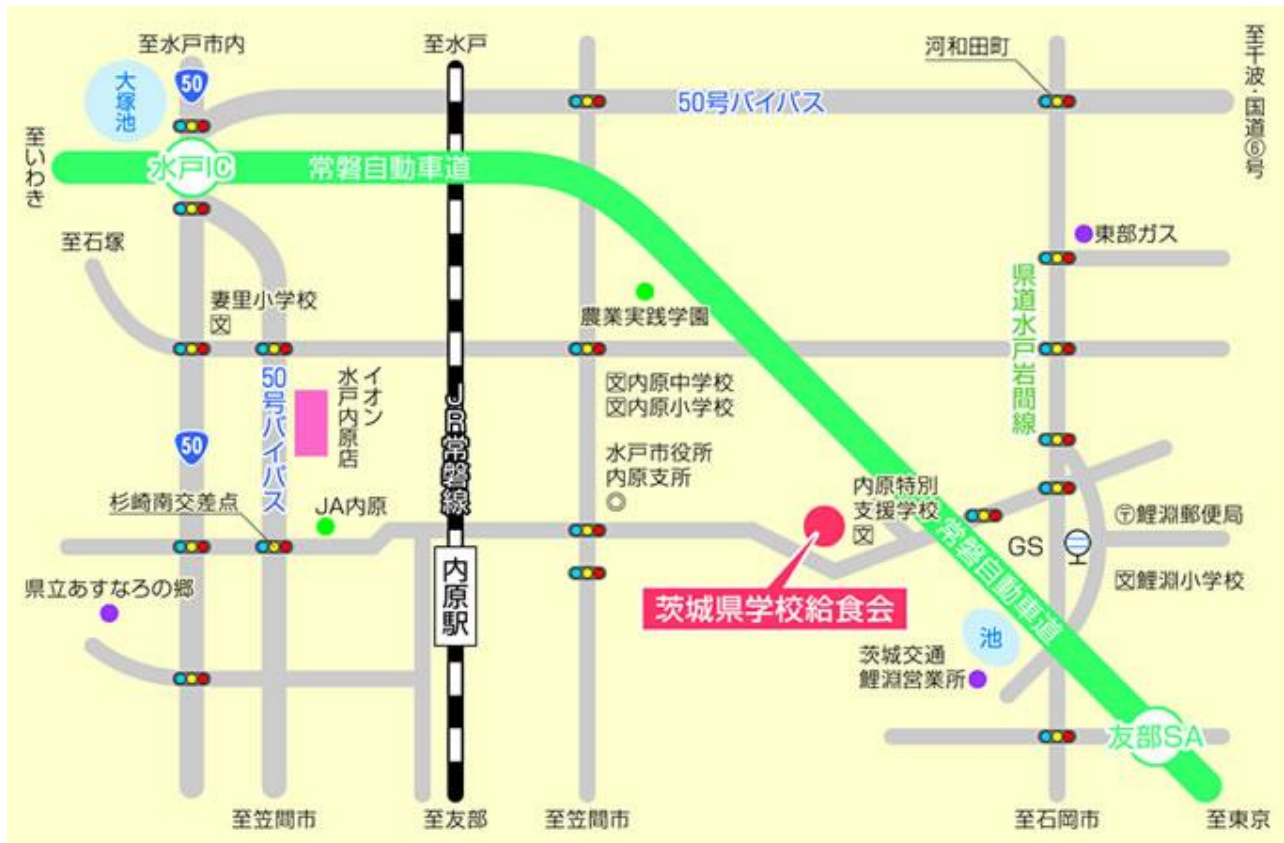 至水戸市内
至水戸
河和田町
至千波・国道⑥号
大塚池
50
50号バイパス
至いわき
水戸IC
常磐自動車道
至石塚
東部ガス
県道水戸岩間線
妻里小学校
文
農業実践学園
50号バイパス
イオン
水戸内原店
JR常磐線
文内原中学校
文内原小学校
50
水戸市役所
内原支所
◎
内原特別
支援学校
文
杉崎南交差点
JA内原
常磐自動車道
GS
〒鯉淵郵便局
文鯉淵小学校
県立あすなろの郷
内原駅
茨城県学校給食会
池
茨城交通
鯉淵営業所
友部SA
至笠間市
至友部
至笠間市
至石岡市
至東京